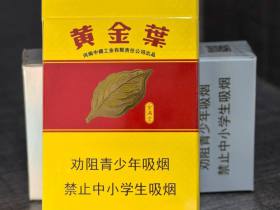 黄金葉
河南中烟工业有限责任公司出品
劝阻青少年吸烟
禁止中小学生吸烟
劝阻青少年吸烟
禁止中小学生吸烟